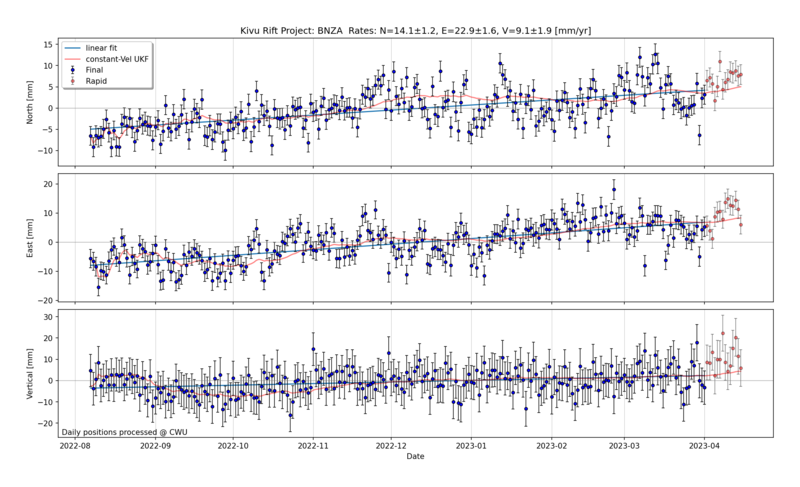 Kivu Rift Project: BNZA  Rates: N=14.1±1.2, E=22.9±1.6, V=9.1±1.9 [mm/yr]
linear fit
constant-Vel UKF
Final
Rapid
North [mm]
15
10
5
0
−5
−10
East [mm]
20
10
0
−10
−20
Vertical [mm]
30
20
10
0
−10
−20
Daily positions processed @ CWU
2022-08
2022-09
2022-10
2022-11
2022-12
2023-01
2023-02
2023-03
2023-04
Date